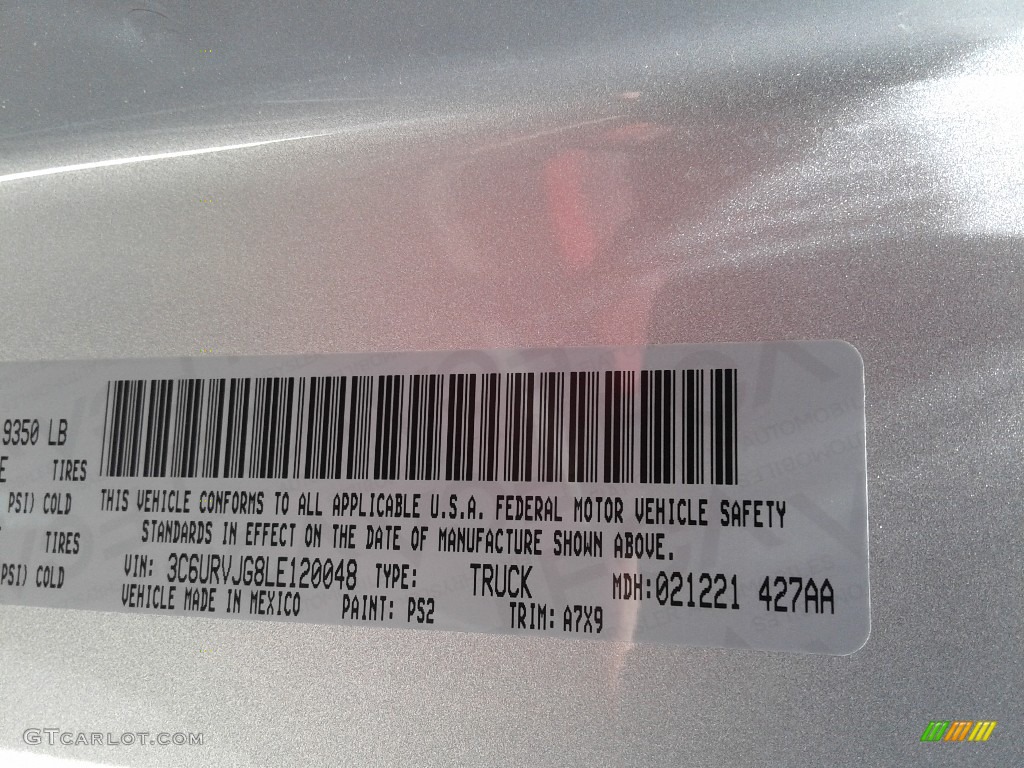 9350 LB
E TIRES
PSI) COLD
TIRES
PSI) COLD
THIS VEHICLE CONFORMS TO ALL APPLICABLE U.S.A. FEDERAL MOTOR VEHICLE SAFETY
STANDARDS IN EFFECT ON THE DATE OF MANUFACTURE SHOWN ABOVE.
VIN: 3C6URVJG8LE120048 TYPE: TRUCK MDH:021221 427AA
VEHICLE MADE IN MEXICO PAINT: PS2 TRIM: A7X9
GTCARLOT.COM